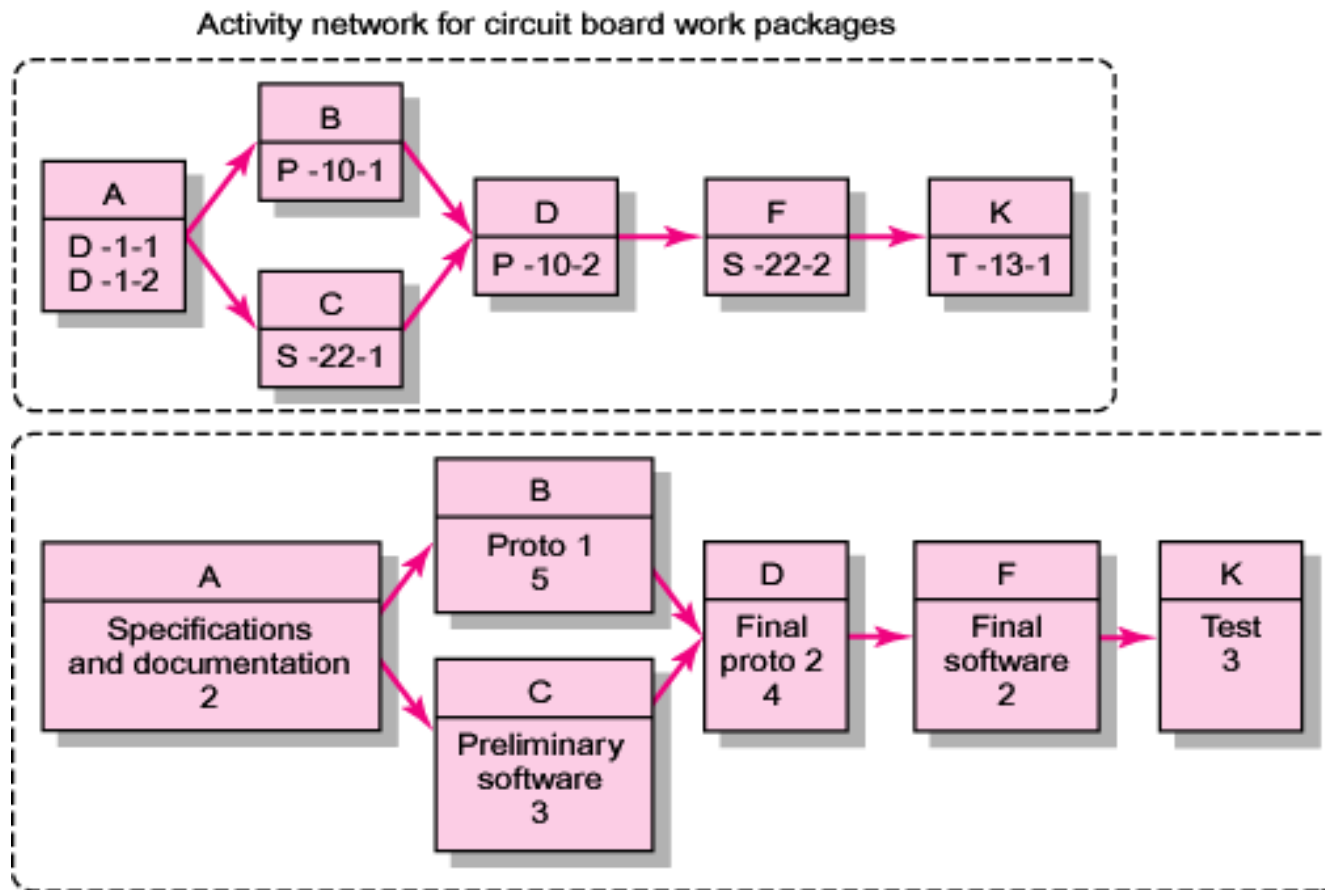 Activity network for circuit board work packages
A
D -1-1
D -1-2
B
P -10-1
C
S -22-1
D
P -10-2
F
S -22-2
K
T -13-1
A
Specifications
and documentation
2
B
Proto 1
5
C
Preliminary
software
3
D
Final
proto 2
4
F
Final
software
2
K
Test
3